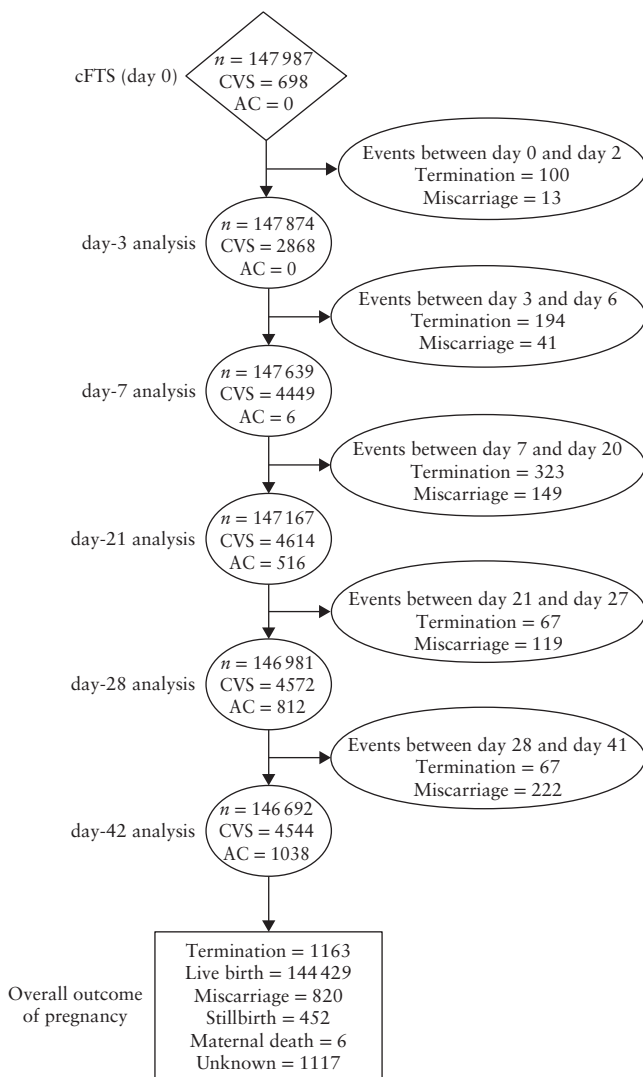 n = 147 987
cFTS (day 0)
CVS = 698
AC = 0
Events between day 0 and day 2
Termination = 100
Miscarriage = 13
n = 147 874
day-3 analysis
CVS = 2868
AC = 0
Events between day 3 and day 6
Termination = 194
Miscarriage = 41
n = 147 639
day-7 analysis
CVS = 4449
AC = 6
Events between day 7 and day 20
Termination = 323
Miscarriage = 149
n = 147 167
day-21 analysis
CVS = 4614
AC = 516
Events between day 21 and day 27
Termination = 67
Miscarriage = 119
n = 146 981
day-28 analysis
CVS = 4572
AC = 812
Events between day 28 and day 41
Termination = 67
Miscarriage = 222
n = 146 692
day-42 analysis
CVS = 4544
AC = 1038
Overall outcome
of pregnancy
Termination = 1163
Live birth = 144 429
Miscarriage = 820
Stillbirth = 452
Maternal death = 6
Unknown = 1117